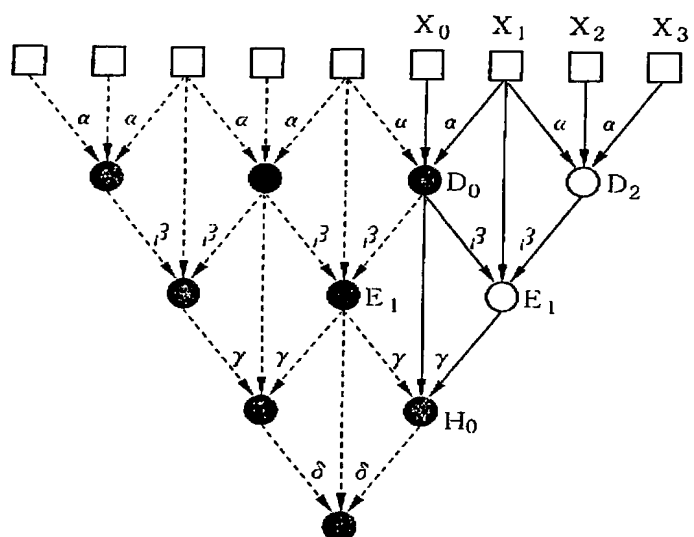 X₀ X₁ X₂ X₃
α α α α α α α
D₀ D₂
β β β β β β
E₁ E₁
γ γ γ γ
H₀
δ δ